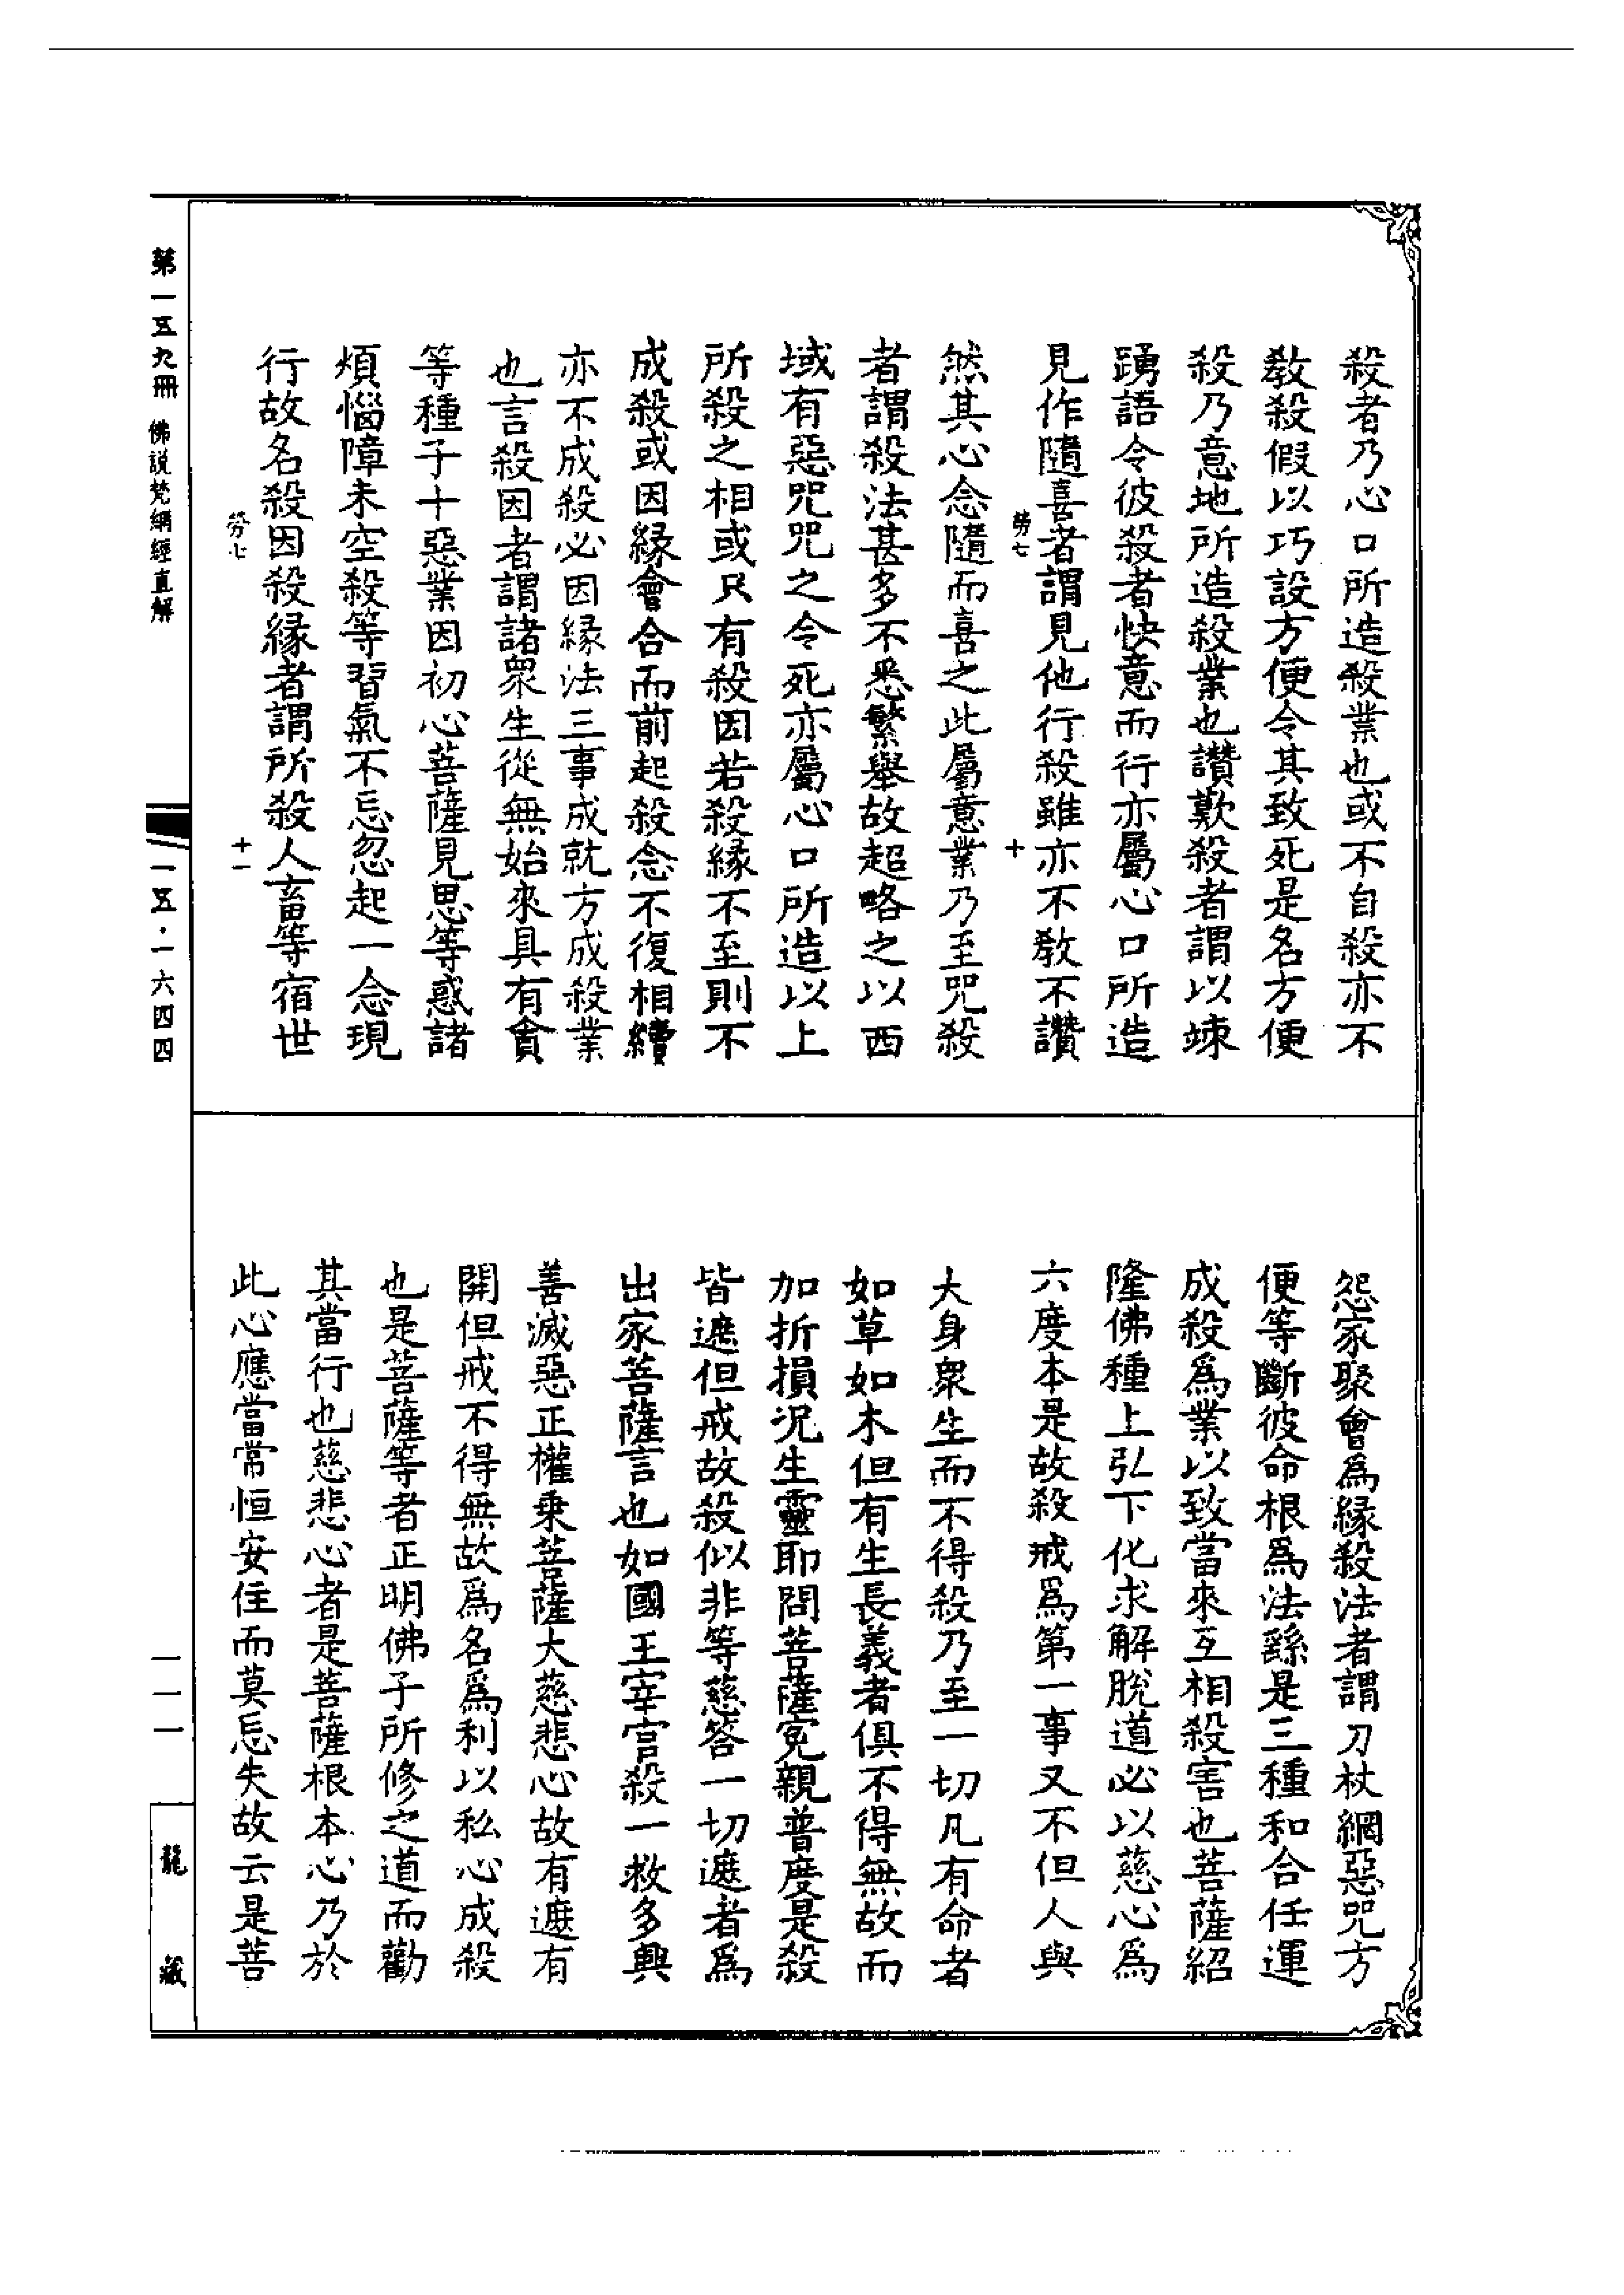 殺者乃心口所造殺業也或不自殺亦不
教殺假以巧設方便令其致死是名方便
殺乃意地所造殺業也讚歎殺者謂以竦
踴語令彼殺者快意而行亦屬心口所造
見作隨喜者謂見他行殺雖亦不教不讚
勞七
十
然其心念隨而喜之此屬意業乃至咒殺
者謂殺法甚多不悉繁舉故超略之以西
域有惡咒咒之令死亦屬心口所造以上
所殺之相或只有殺因若殺緣不至則不
成殺或因緣會合而前起殺念不復相續
亦不成殺必因緣法三事成就方成殺業
也言殺因者謂諸衆生從無始來具有貪
等種子十惡業因初心菩薩見思等惑諸
煩惱障未空殺等習氣不忘忽起一念現
行故名殺因殺緣者謂所殺人畜等宿世
勞七
十一
怨家聚會爲緣殺法者謂刀杖網惡咒方
便等斷彼命根爲法繇是三種和合任運
成殺爲業以致當來互相殺害也菩薩紹
隆佛種上弘下化求解脫道必以慈心爲
六度本是故殺戒爲第一事又不但人與
大身衆生而不得殺乃至一切凡有命者
如草如木但有生長義者俱不得無故而
加折損况生靈耶問菩薩寃親普度是殺
皆遮但戒故殺似非等慈答一切遮者爲
出家菩薩言也如國王宰官殺一救多興
善滅惡正權乘菩薩大慈悲心故有遮有
開但戒不得無故爲名爲利以私心成殺
也是菩薩等者正明佛子所修之道而勸
其當行也慈悲心者是菩薩根本心乃於
此心應當常恒安住而莫忘失故云是菩
第一五九冊
佛説梵網經直解
一五·一六四四
一一一
龍藏